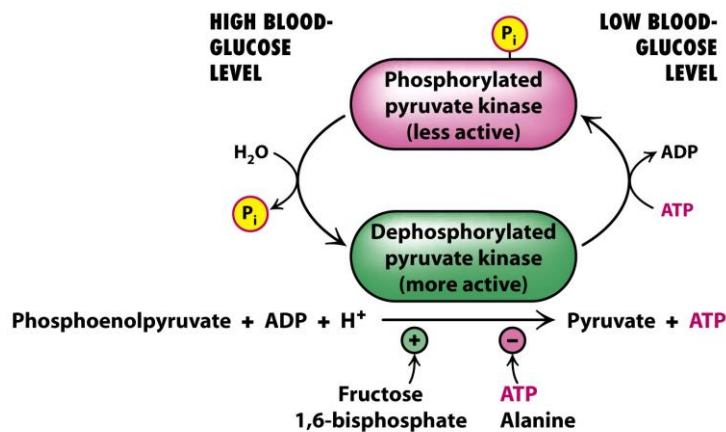 HIGH BLOOD-
GLUCOSE
LEVEL
LOW BLOOD-
GLUCOSE
LEVEL
Pi
Phosphorylated
pyruvate kinase
(less active)
H₂O
Pi
ADP
ATP
Dephosphorylated
pyruvate kinase
(more active)
Phosphoenolpyruvate + ADP + H⁺
Pyruvate + ATP
+
−
Fructose
1,6-bisphosphate
ATP
Alanine